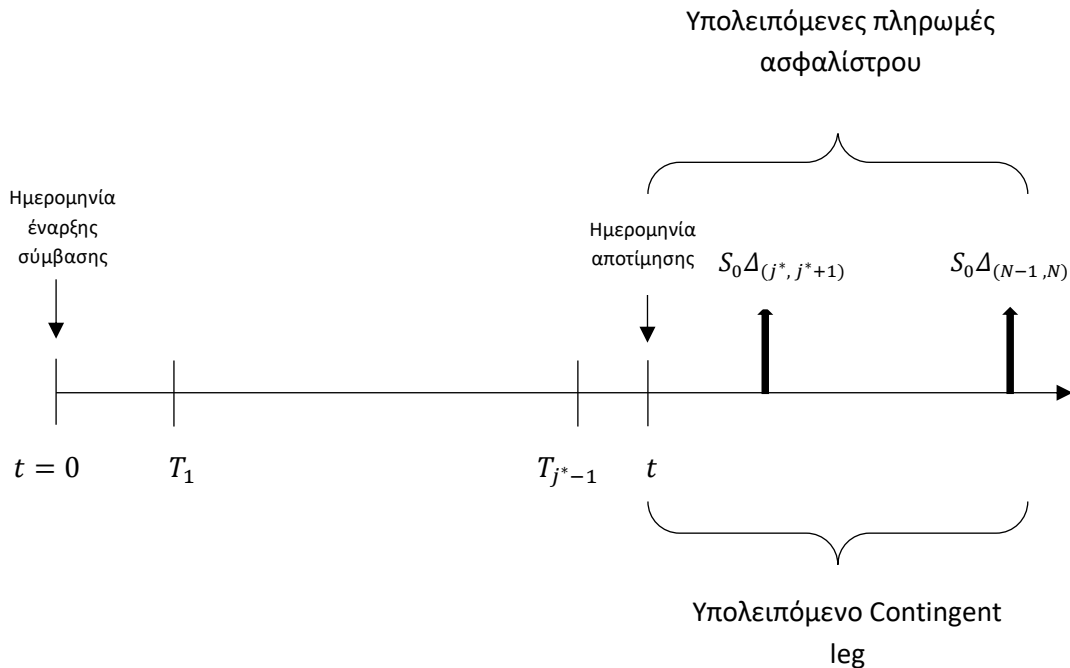 Υπολειπόμενες πληρωμές
ασφαλίστρου
Ημερομηνία
έναρξης
σύμβασης
Ημερομηνία
αποτίμησης
S_0Δ_{(j^*, j^*+1)}
S_0Δ_{(N-1 ,N)}
t = 0
T_1
T_{j^*-1}
t
Υπολειπόμενο Contingent
leg